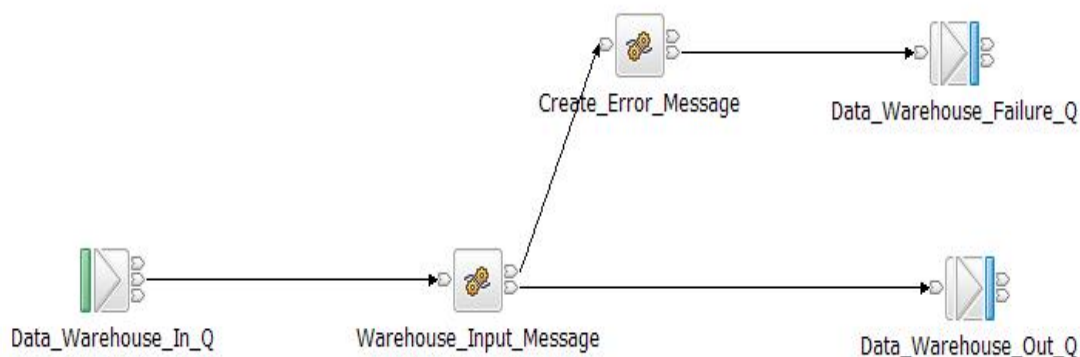 Create_Error_Message
Data_Warehouse_Failure_Q
Data_Warehouse_In_Q
Warehouse_Input_Message
Data_Warehouse_Out_Q